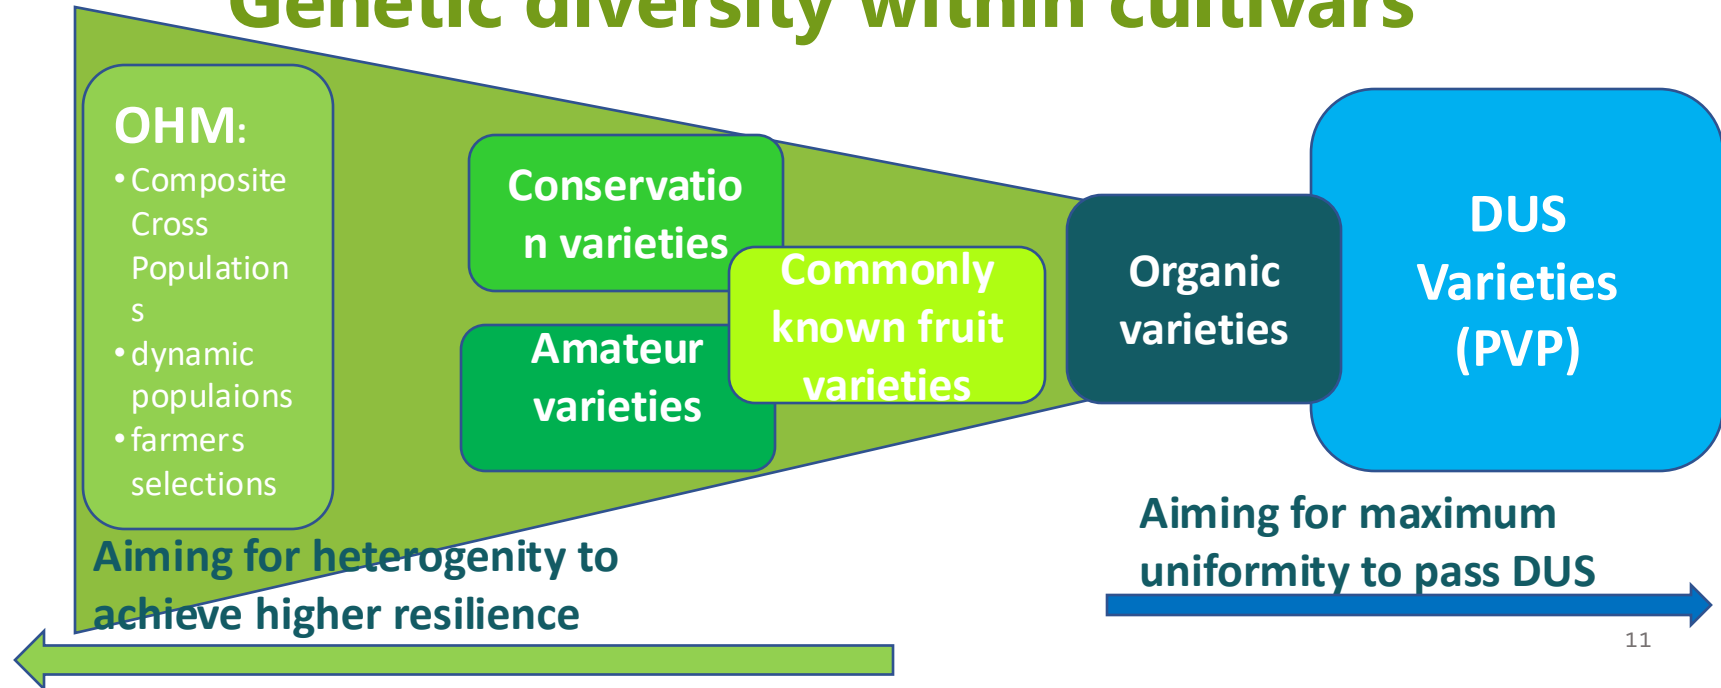 Genetic diversity within cultivars
OHM:
• Composite
Cross
Population
s
• dynamic
populaions
• farmers
selections
Conservatio
n varieties
Amateur
varieties
Commonly
known fruit
varieties
Organic
varieties
DUS
Varieties
(PVP)
Aiming for heterogenity to
achieve higher resilience
Aiming for maximum
uniformity to pass DUS
11